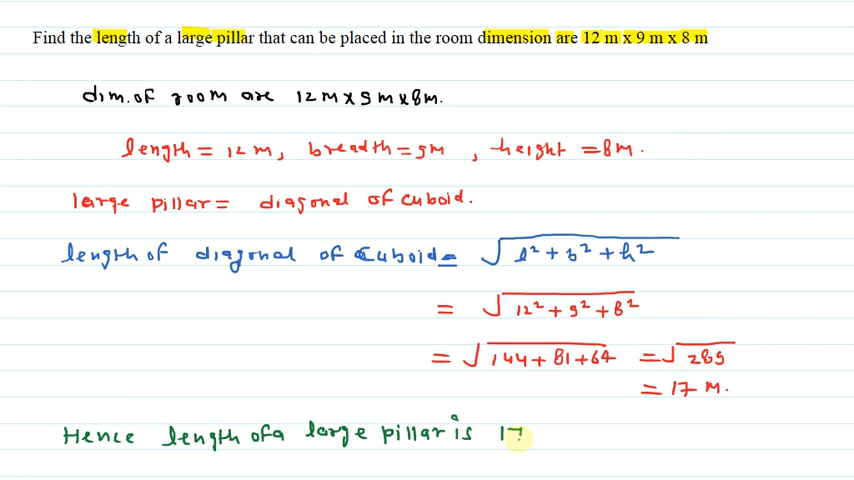 Find the length of a large pillar that can be placed in the room dimension are 12 m x 9 m x 8 m
dim. of room are 12m x 9m x 8m.
length = 12 m, breadth = 9m, height = 8m.
large pillar = diagonal of cuboid.
length of diagonal of cuboid = √l² + b² + h²
= √12² + 9² + 8²
= √144 + 81 + 64 = √289
= 17 m.
Hence length of a large pillar is 17